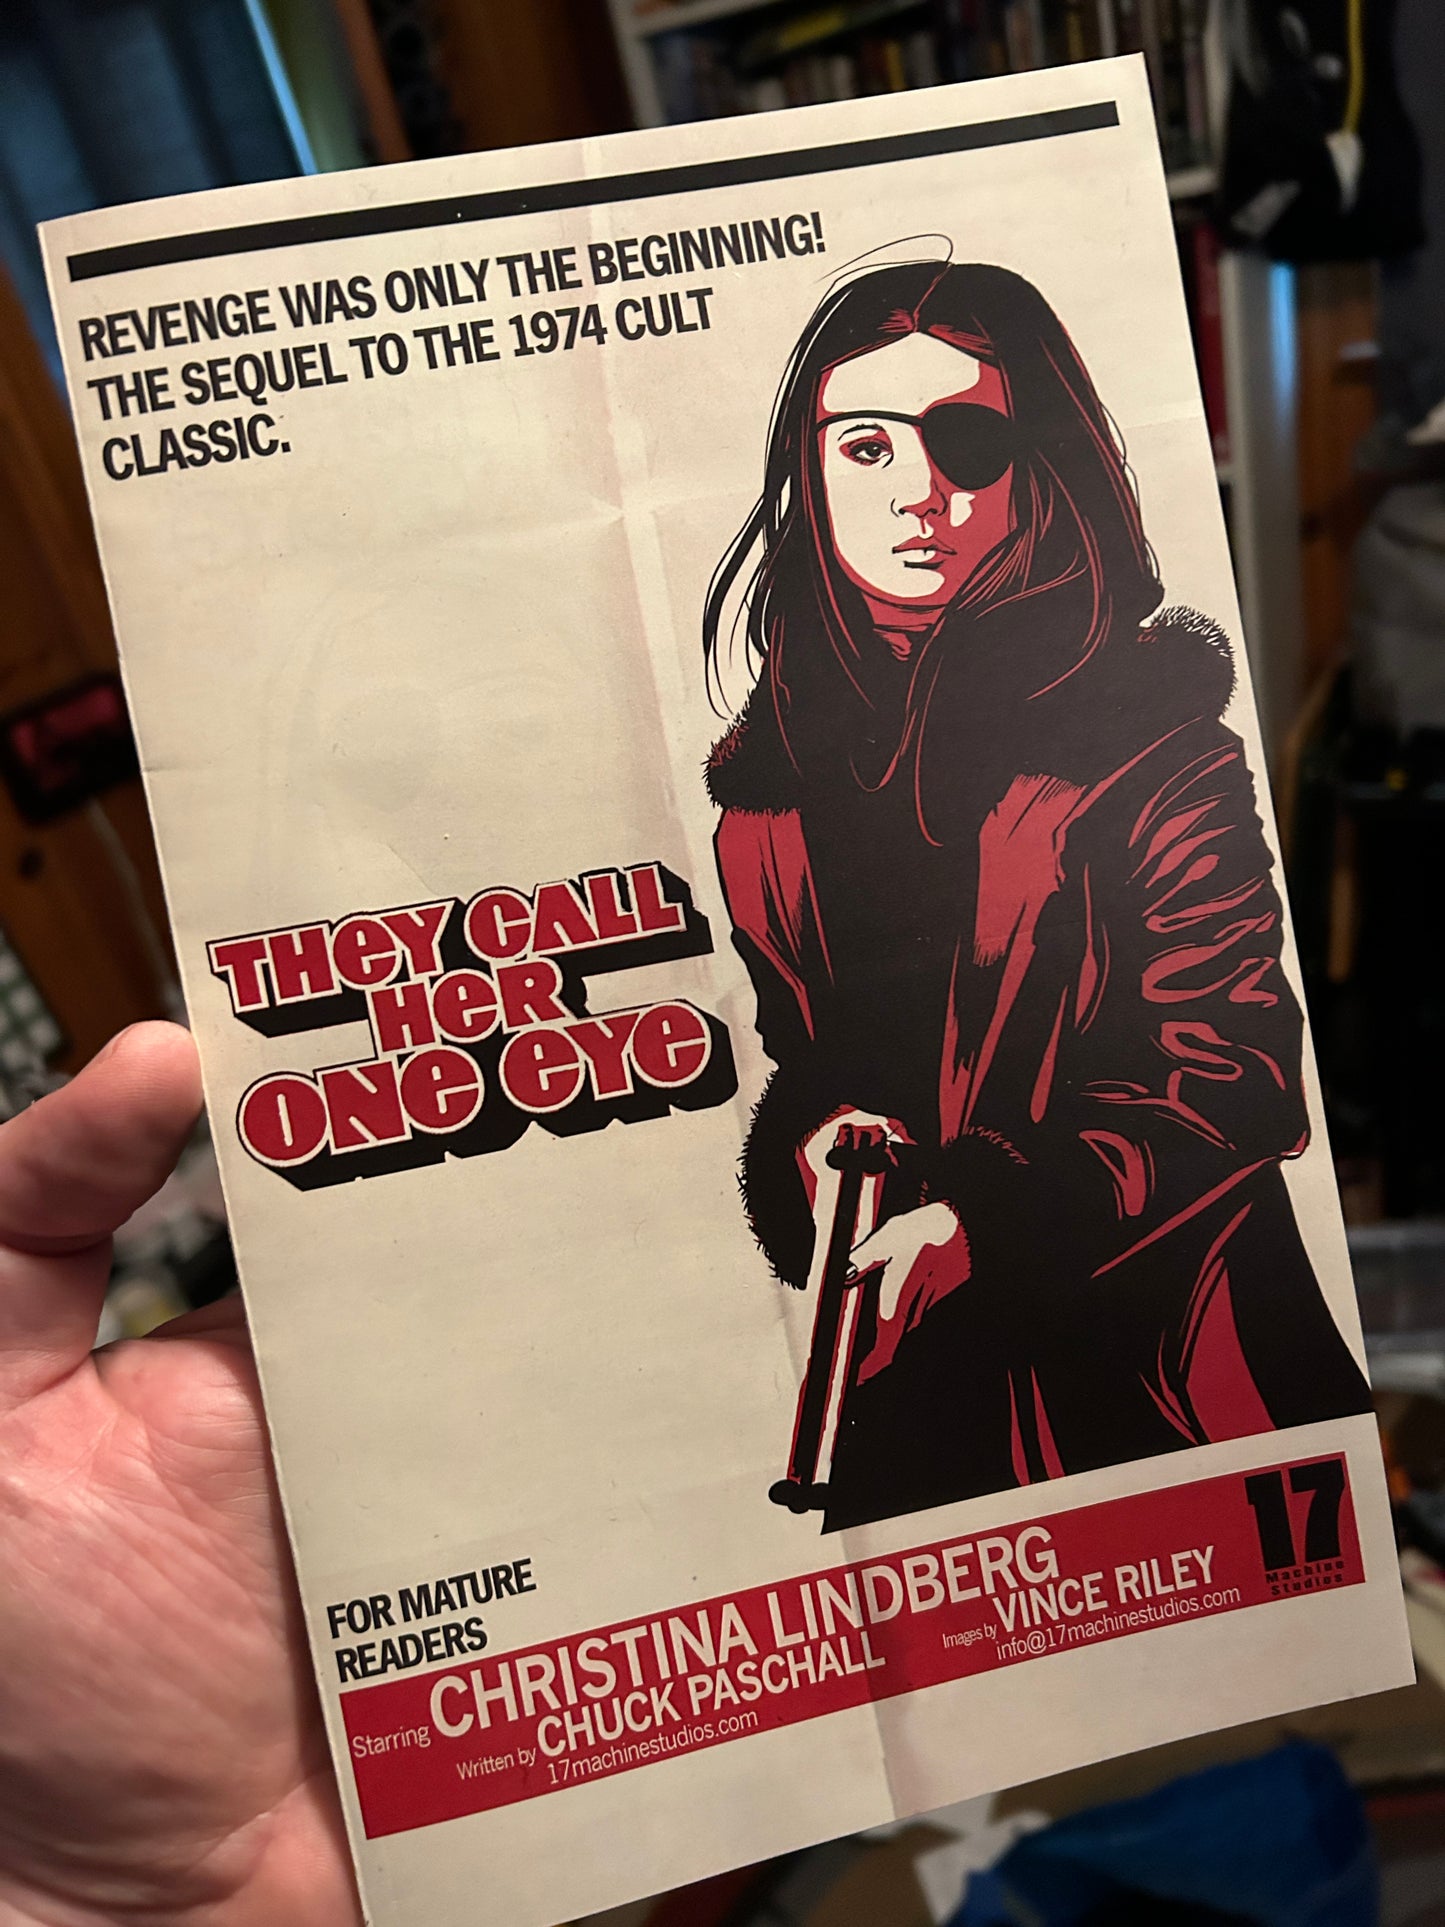 REVENGE WAS ONLY THE BEGINNING!
THE SEQUEL TO THE 1974 CULT
CLASSIC.
THey CALL
HeR
ONe eye
FOR MATURE
READERS
Starring CHRISTINA LINDBERG
Written by CHUCK PASCHALL
17machinestudios.com
Images by VINCE RILEY
info@17machinestudios.com
17
Machine
Studios